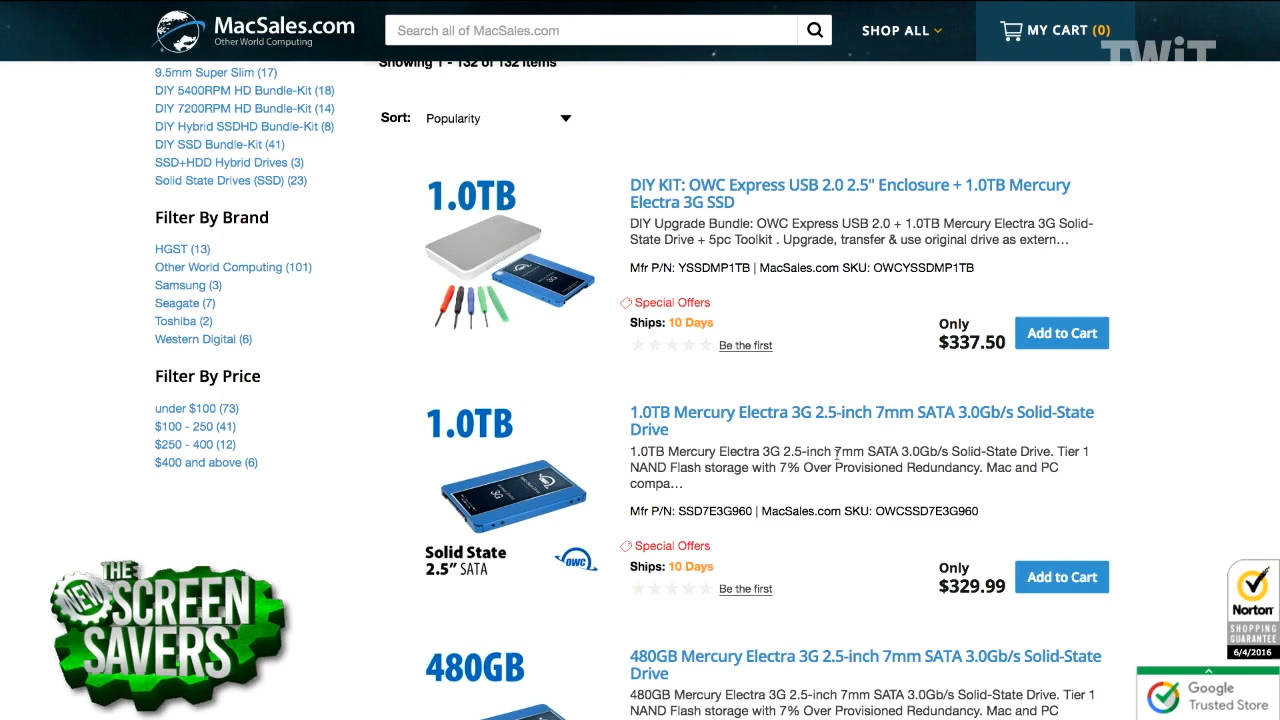 MacSales.com
Other World Computing
Search all of MacSales.com
SHOP ALL
MY CART (0)
TWiT
Showing 1 - 132 of 132 items
9.5mm Super Slim (17)
DIY 5400RPM HD Bundle-Kit (18)
DIY 7200RPM HD Bundle-Kit (14)
DIY Hybrid SSDHD Bundle-Kit (8)
DIY SSD Bundle-Kit (41)
SSD+HDD Hybrid Drives (3)
Solid State Drives (SSD) (23)
Filter By Brand
HGST (13)
Other World Computing (101)
Samsung (3)
Seagate (7)
Toshiba (2)
Western Digital (6)
Filter By Price
under $100 (73)
$100 - 250 (41)
$250 - 400 (12)
$400 and above (6)
Sort: Popularity
1.0TB
3G
DIY KIT: OWC Express USB 2.0 2.5" Enclosure + 1.0TB Mercury
Electra 3G SSD
DIY Upgrade Bundle: OWC Express USB 2.0 + 1.0TB Mercury Electra 3G Solid-
State Drive + 5pc Toolkit . Upgrade, transfer & use original drive as extern...
Mfr P/N: YSSDMP1TB | MacSales.com SKU: OWCYSSDMP1TB
Special Offers
Ships: 10 Days
Be the first
Only
$337.50
Add to Cart
1.0TB
3G
Solid State
2.5" SATA
OWC
1.0TB Mercury Electra 3G 2.5-inch 7mm SATA 3.0Gb/s Solid-State
Drive
1.0TB Mercury Electra 3G 2.5-inch 7mm SATA 3.0Gb/s Solid-State Drive. Tier 1
NAND Flash storage with 7% Over Provisioned Redundancy. Mac and PC
compa...
Mfr P/N: SSD7E3G960 | MacSales.com SKU: OWCSSD7E3G960
Special Offers
Ships: 10 Days
Be the first
Only
$329.99
Add to Cart
480GB
480GB Mercury Electra 3G 2.5-inch 7mm SATA 3.0Gb/s Solid-State
Drive
480GB Mercury Electra 3G 2.5-inch 7mm SATA 3.0Gb/s Solid-State Drive. Tier 1
NAND Flash storage with 7% Over Provisioned Redundancy. Mac and PC
THE
NEW
SCREEN
SAVERS
Norton
SHOPPING
GUARANTEE
6/4/2016
Google
Trusted Store